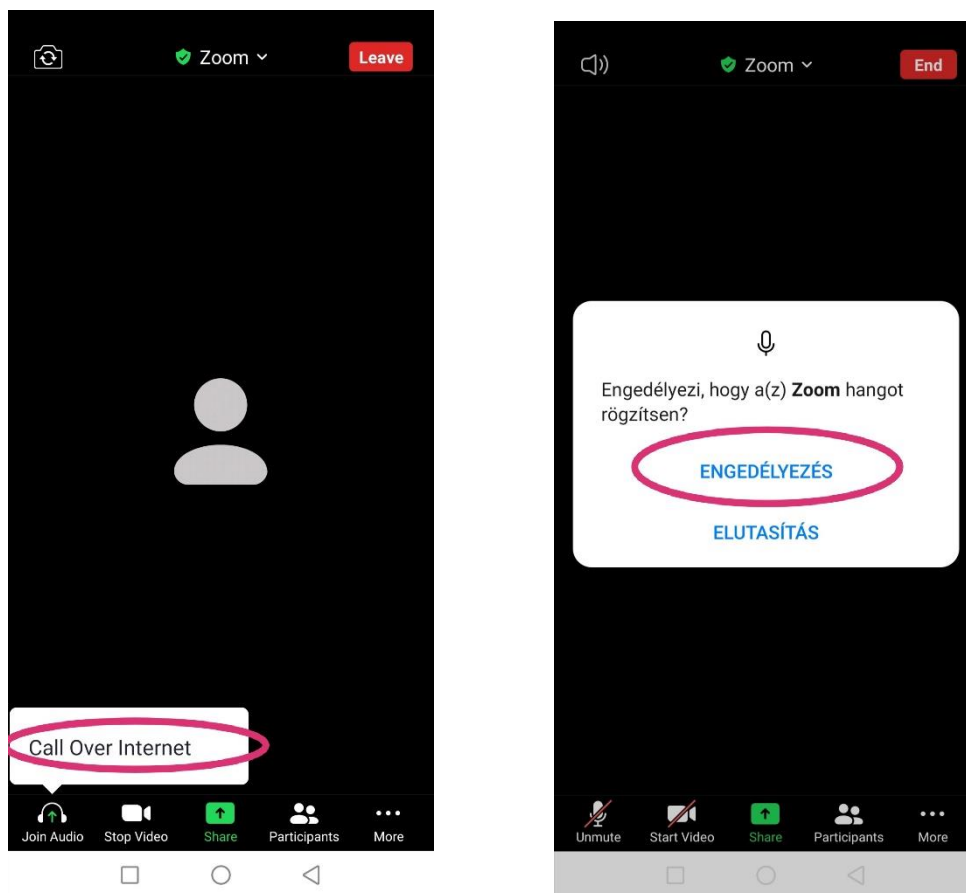 Zoom
Leave
Call Over Internet
Join Audio
Stop Video
Share
Participants
More
Zoom
End
Engedélyezi, hogy a(z) Zoom hangot
rögzítsen?
ENGEDÉLYEZÉS
ELUTASÍTÁS
Unmute
Start Video
Share
Participants
More